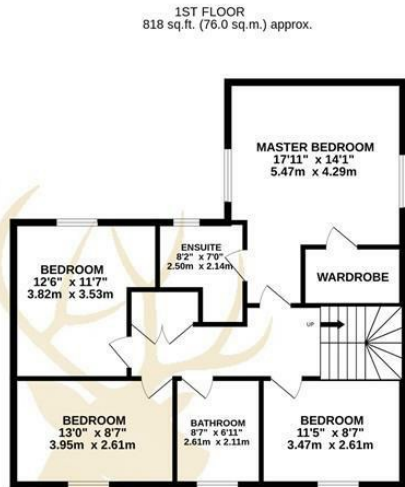 1ST FLOOR
818 sq.ft. (76.0 sq.m.) approx.
MASTER BEDROOM
17'11" x 14'1"
5.47m x 4.29m
ENSUITE
8'2" x 7'0"
2.50m x 2.14m
BEDROOM
12'6" x 11'7"
3.82m x 3.53m
WARDROBE
UP
BEDROOM
13'0" x 8'7"
3.95m x 2.61m
BATHROOM
8'7" x 6'11"
2.61m x 2.11m
BEDROOM
11'5" x 8'7"
3.47m x 2.61m